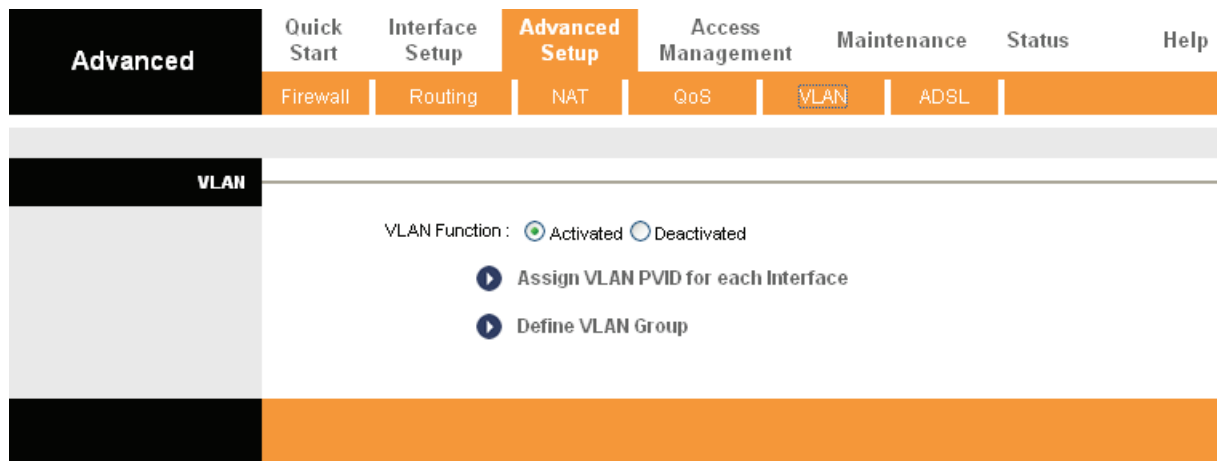 Advanced
Quick Start
Interface Setup
Advanced Setup
Access Management
Maintenance
Status
Help
Firewall
Routing
NAT
QoS
VLAN
ADSL
VLAN
VLAN Function : Activated Deactivated
Assign VLAN PVID for each Interface
Define VLAN Group